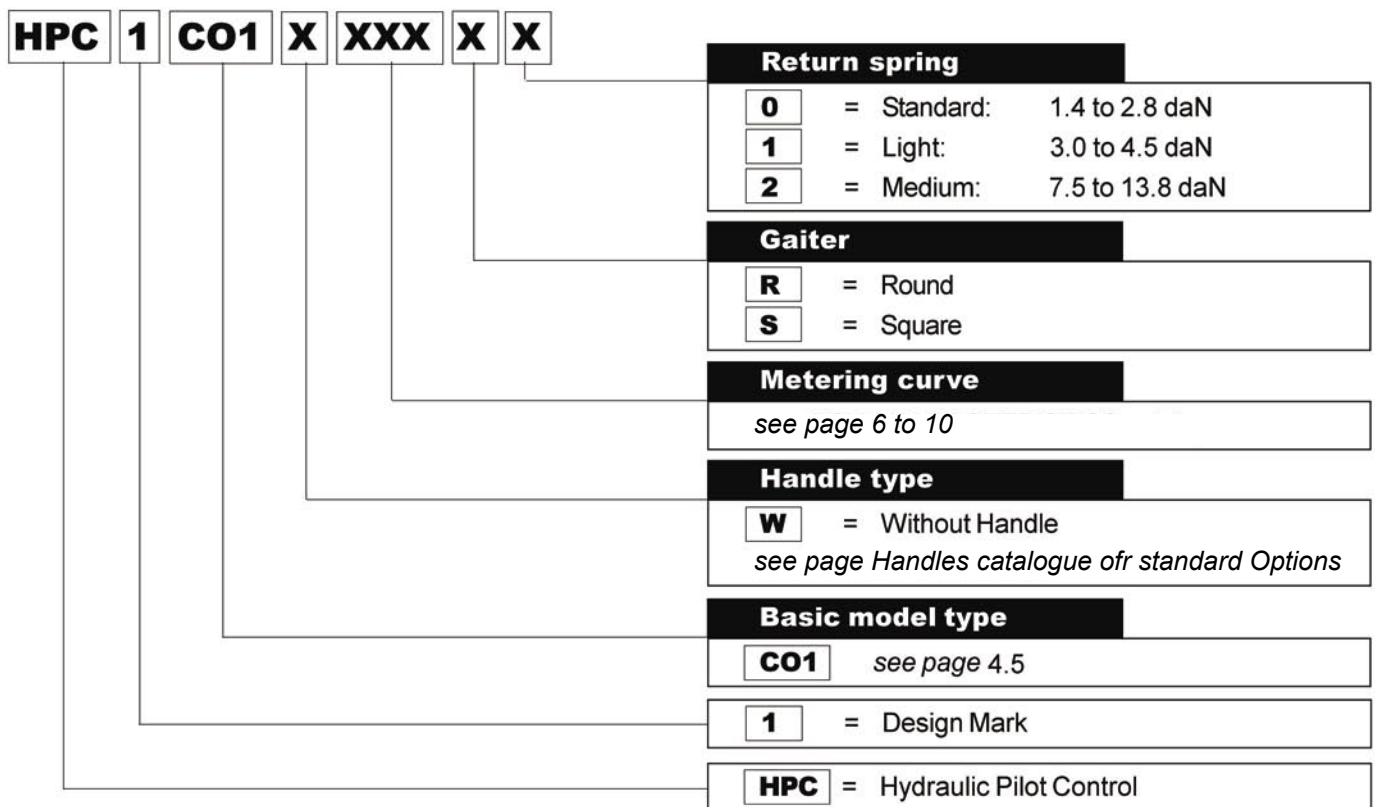 HPC 1 CO1 X XXX X X
Return spring
0 = Standard: 1.4 to 2.8 daN
1 = Light: 3.0 to 4.5 daN
2 = Medium: 7.5 to 13.8 daN
Gaiter
R = Round
S = Square
Metering curve
see page 6 to 10
Handle type
W = Without Handle
see page Handles catalogue ofr standard Options
Basic model type
CO1 see page 4.5
1 = Design Mark
HPC = Hydraulic Pilot Control